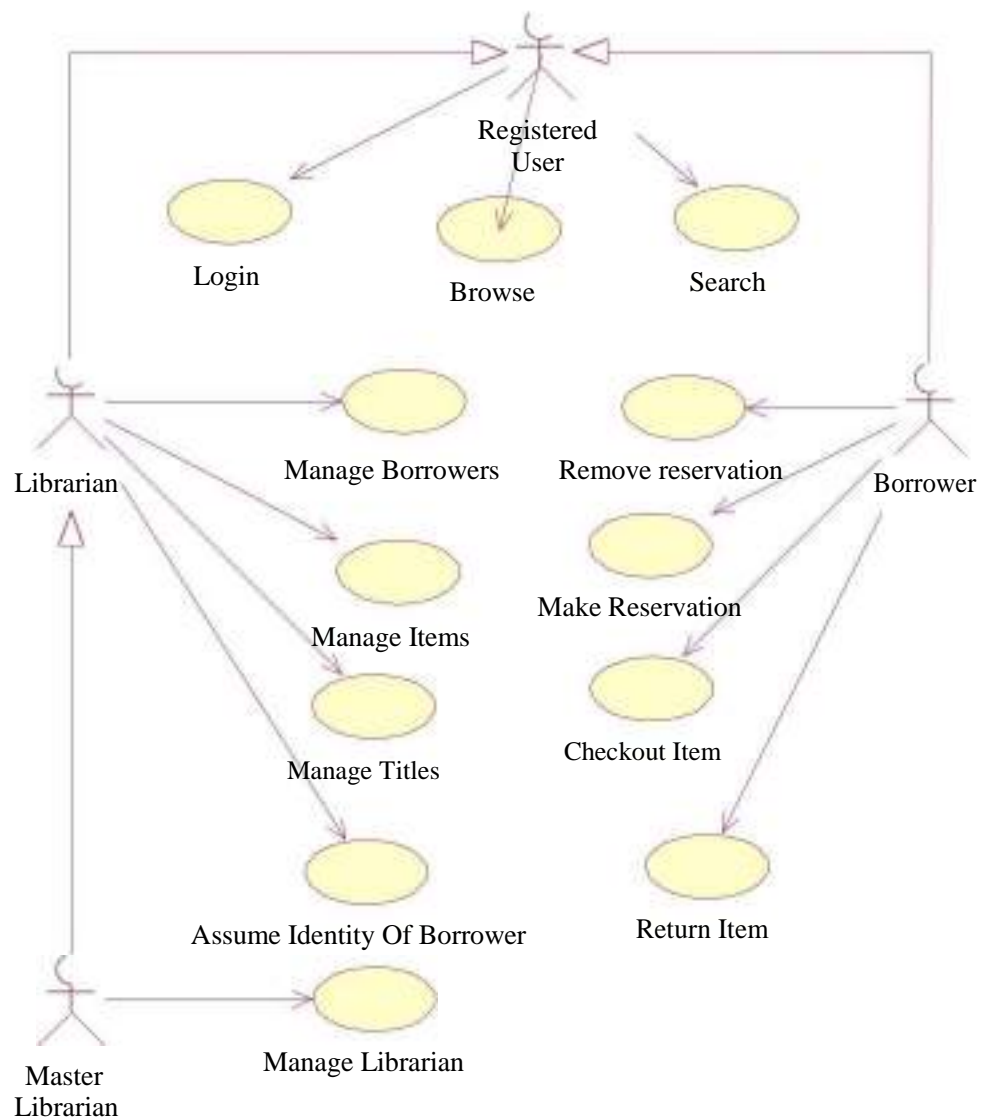 Registered
User
Login
Browse
Search
Librarian
Manage Borrowers
Remove reservation
Borrower
Manage Items
Make Reservation
Manage Titles
Checkout Item
Assume Identity Of Borrower
Return Item
Manage Librarian
Master
Librarian